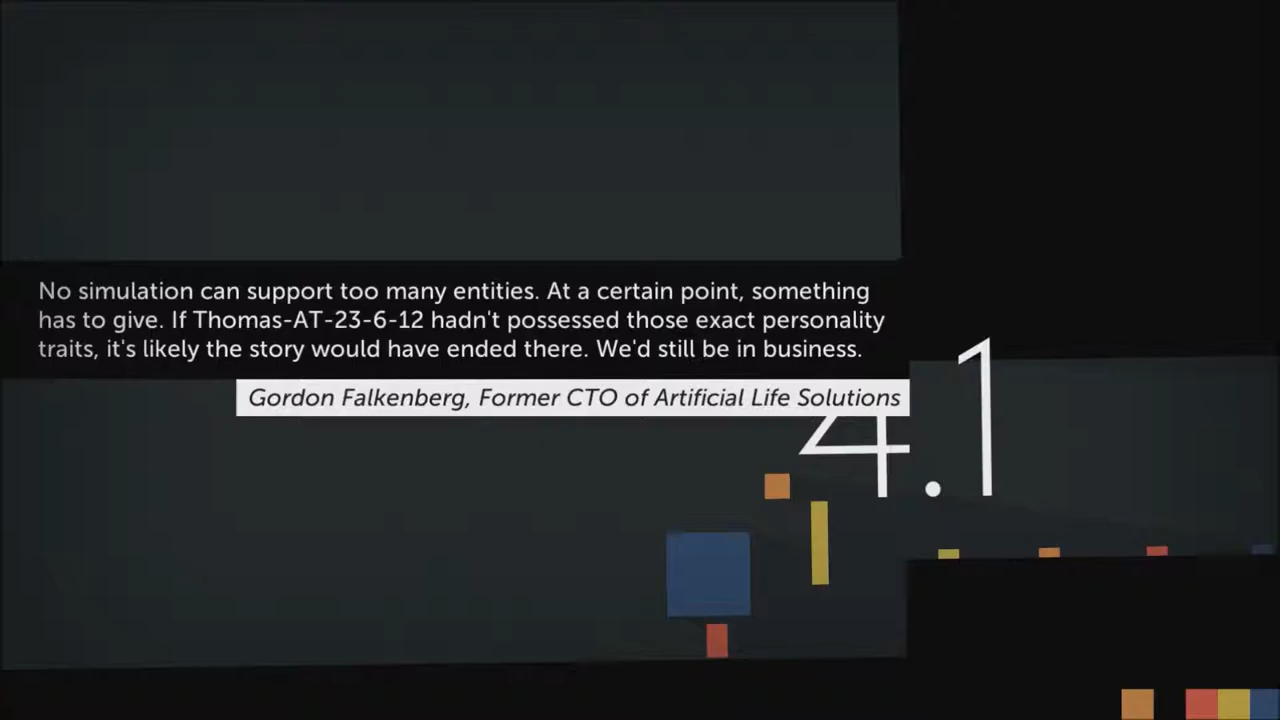 No simulation can support too many entities. At a certain point, something
has to give. If Thomas-AT-23-6-12 hadn't possessed those exact personality
traits, it's likely the story would have ended there. We'd still be in business.
Gordon Falkenberg, Former CTO of Artificial Life Solutions
4.1